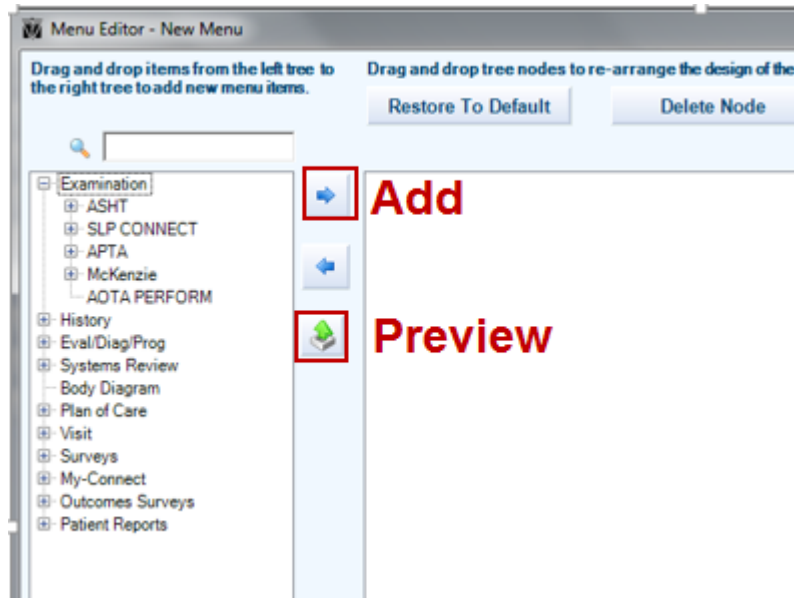 Menu Editor - New Menu
Drag and drop items from the left tree to
the right tree to add new menu items.
Drag and drop tree nodes to re-arrange the design of the
Restore To Default
Delete Node
Examination
ASHT
SLP CONNECT
APTA
McKenzie
AOTA PERFORM
History
Eval/Diag/Prog
Systems Review
Body Diagram
Plan of Care
Visit
Surveys
My-Connect
Outcomes Surveys
Patient Reports
Add
Preview